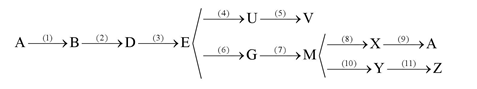 (4) U (5) V
A (1) B (2) D (3) E
(6) G (7) M
(8) X (9) A
(10) Y (11) Z